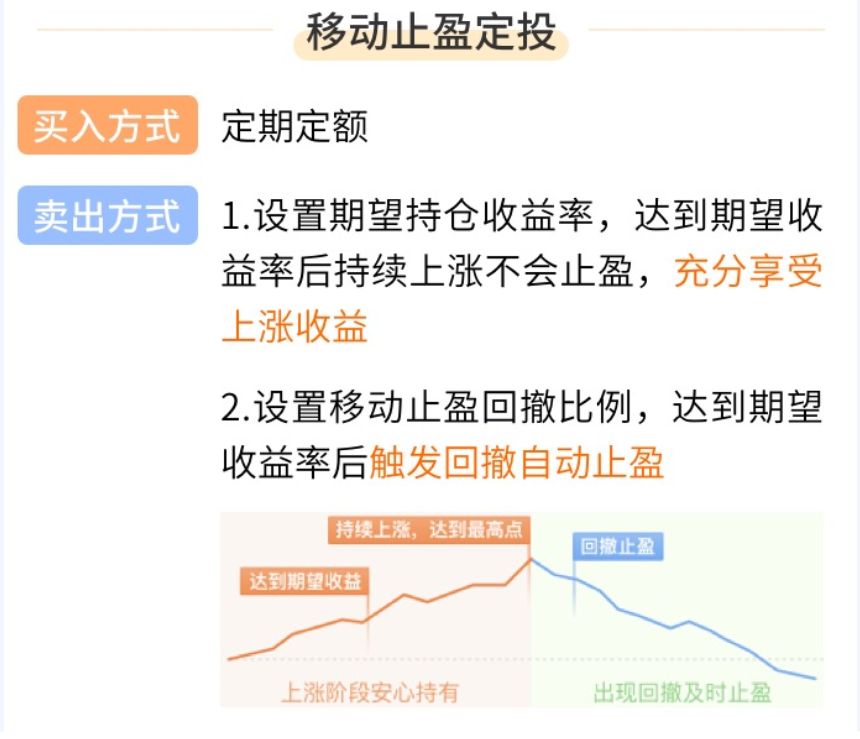 移动止盈定投
买入方式
定期定额
卖出方式
1.设置期望持仓收益率，达到期望收
益率后持续上涨不会止盈，充分享受
上涨收益
2.设置移动止盈回撤比例，达到期望
收益率后触发回撤自动止盈
持续上涨，达到最高点
回撤止盈
达到期望收益
上涨阶段安心持有
出现回撤及时止盈